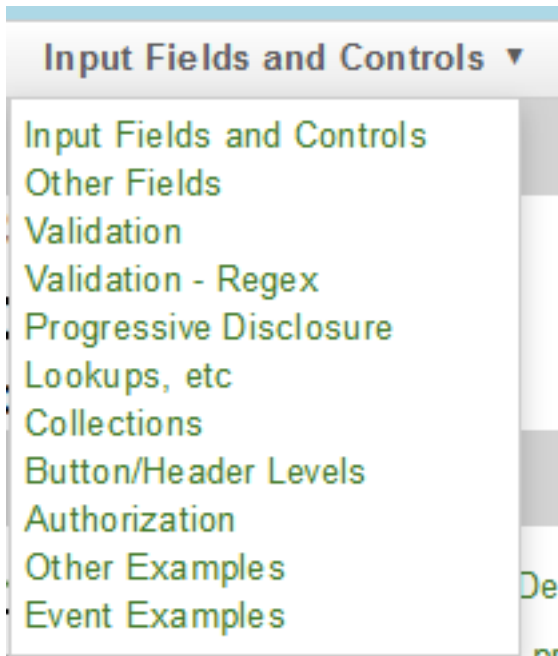 Input Fields and Controls ▼
Input Fields and Controls
Other Fields
Validation
Validation - Regex
Progressive Disclosure
Lookups, etc
Collections
Button/Header Levels
Authorization
Other Examples
Event Examples